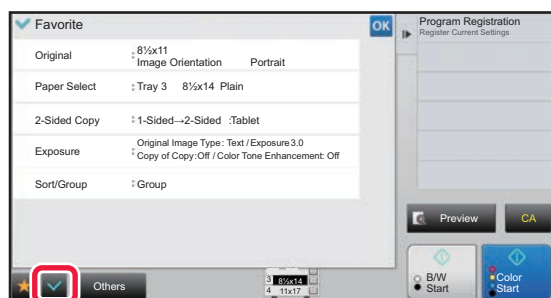 Favorite
OK
Original : 8½x11
Image Orientation Portrait
Paper Select : Tray 3 8½x14 Plain
2-Sided Copy : 1-Sided→2-Sided :Tablet
Exposure : Original Image Type : Text / Exposure 3.0
Copy of Copy:Off / Color Tone Enhancement: Off
Sort/Group : Group
Others
3 8½x14
4 11x17
Program Registration
Register Current Settings
Preview
CA
B/W
Start
Color
Start